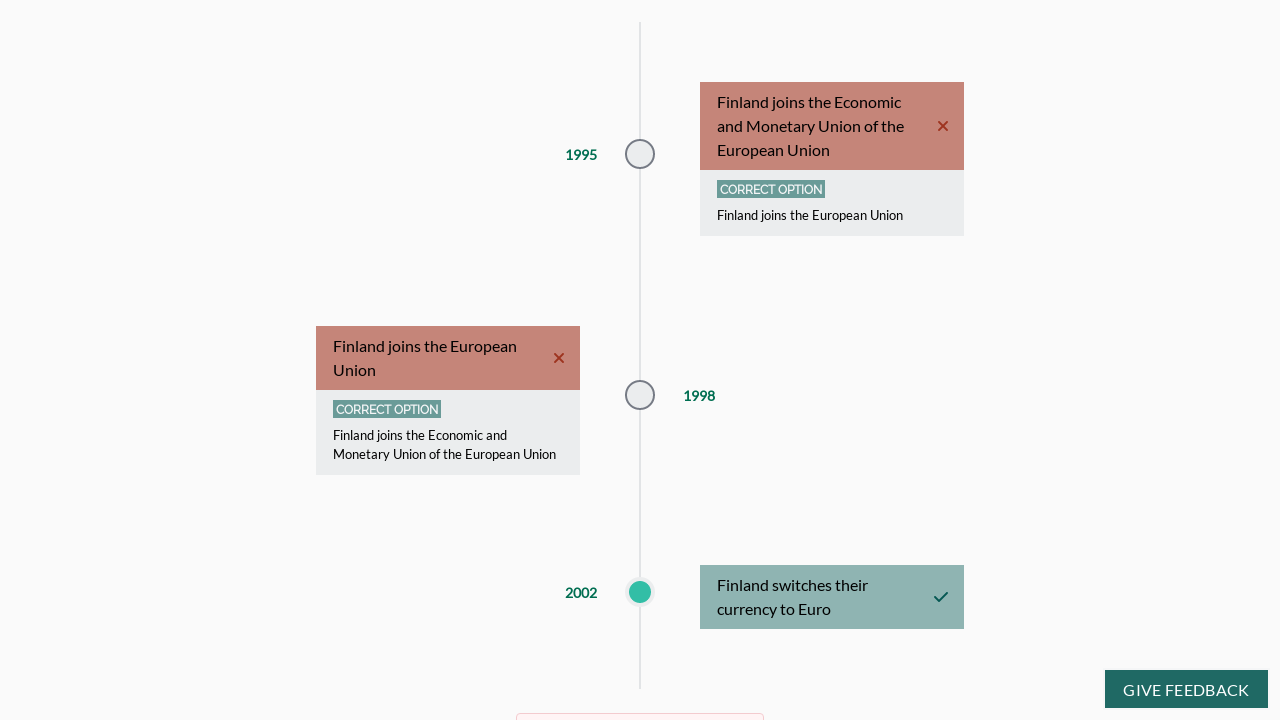 1995
Finland joins the Economic
and Monetary Union of the
European Union
CORRECT OPTION
Finland joins the European Union
Finland joins the European
Union
CORRECT OPTION
Finland joins the Economic and
Monetary Union of the European Union
1998
2002
Finland switches their
currency to Euro
GIVE FEEDBACK